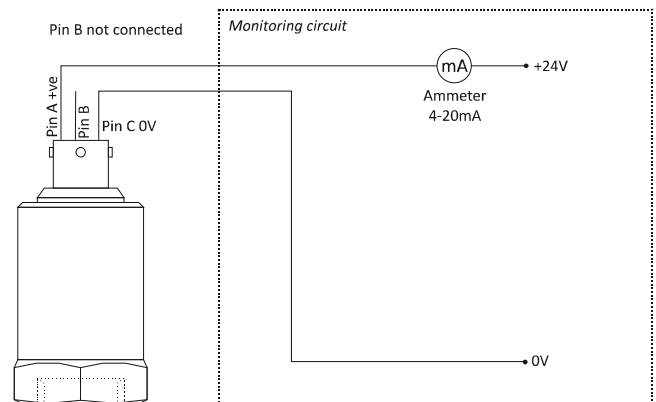 Pin B not connected
Monitoring circuit
Pin A +ve
Pin B
Pin C 0V
mA
+24V
Ammeter
4-20mA
0V